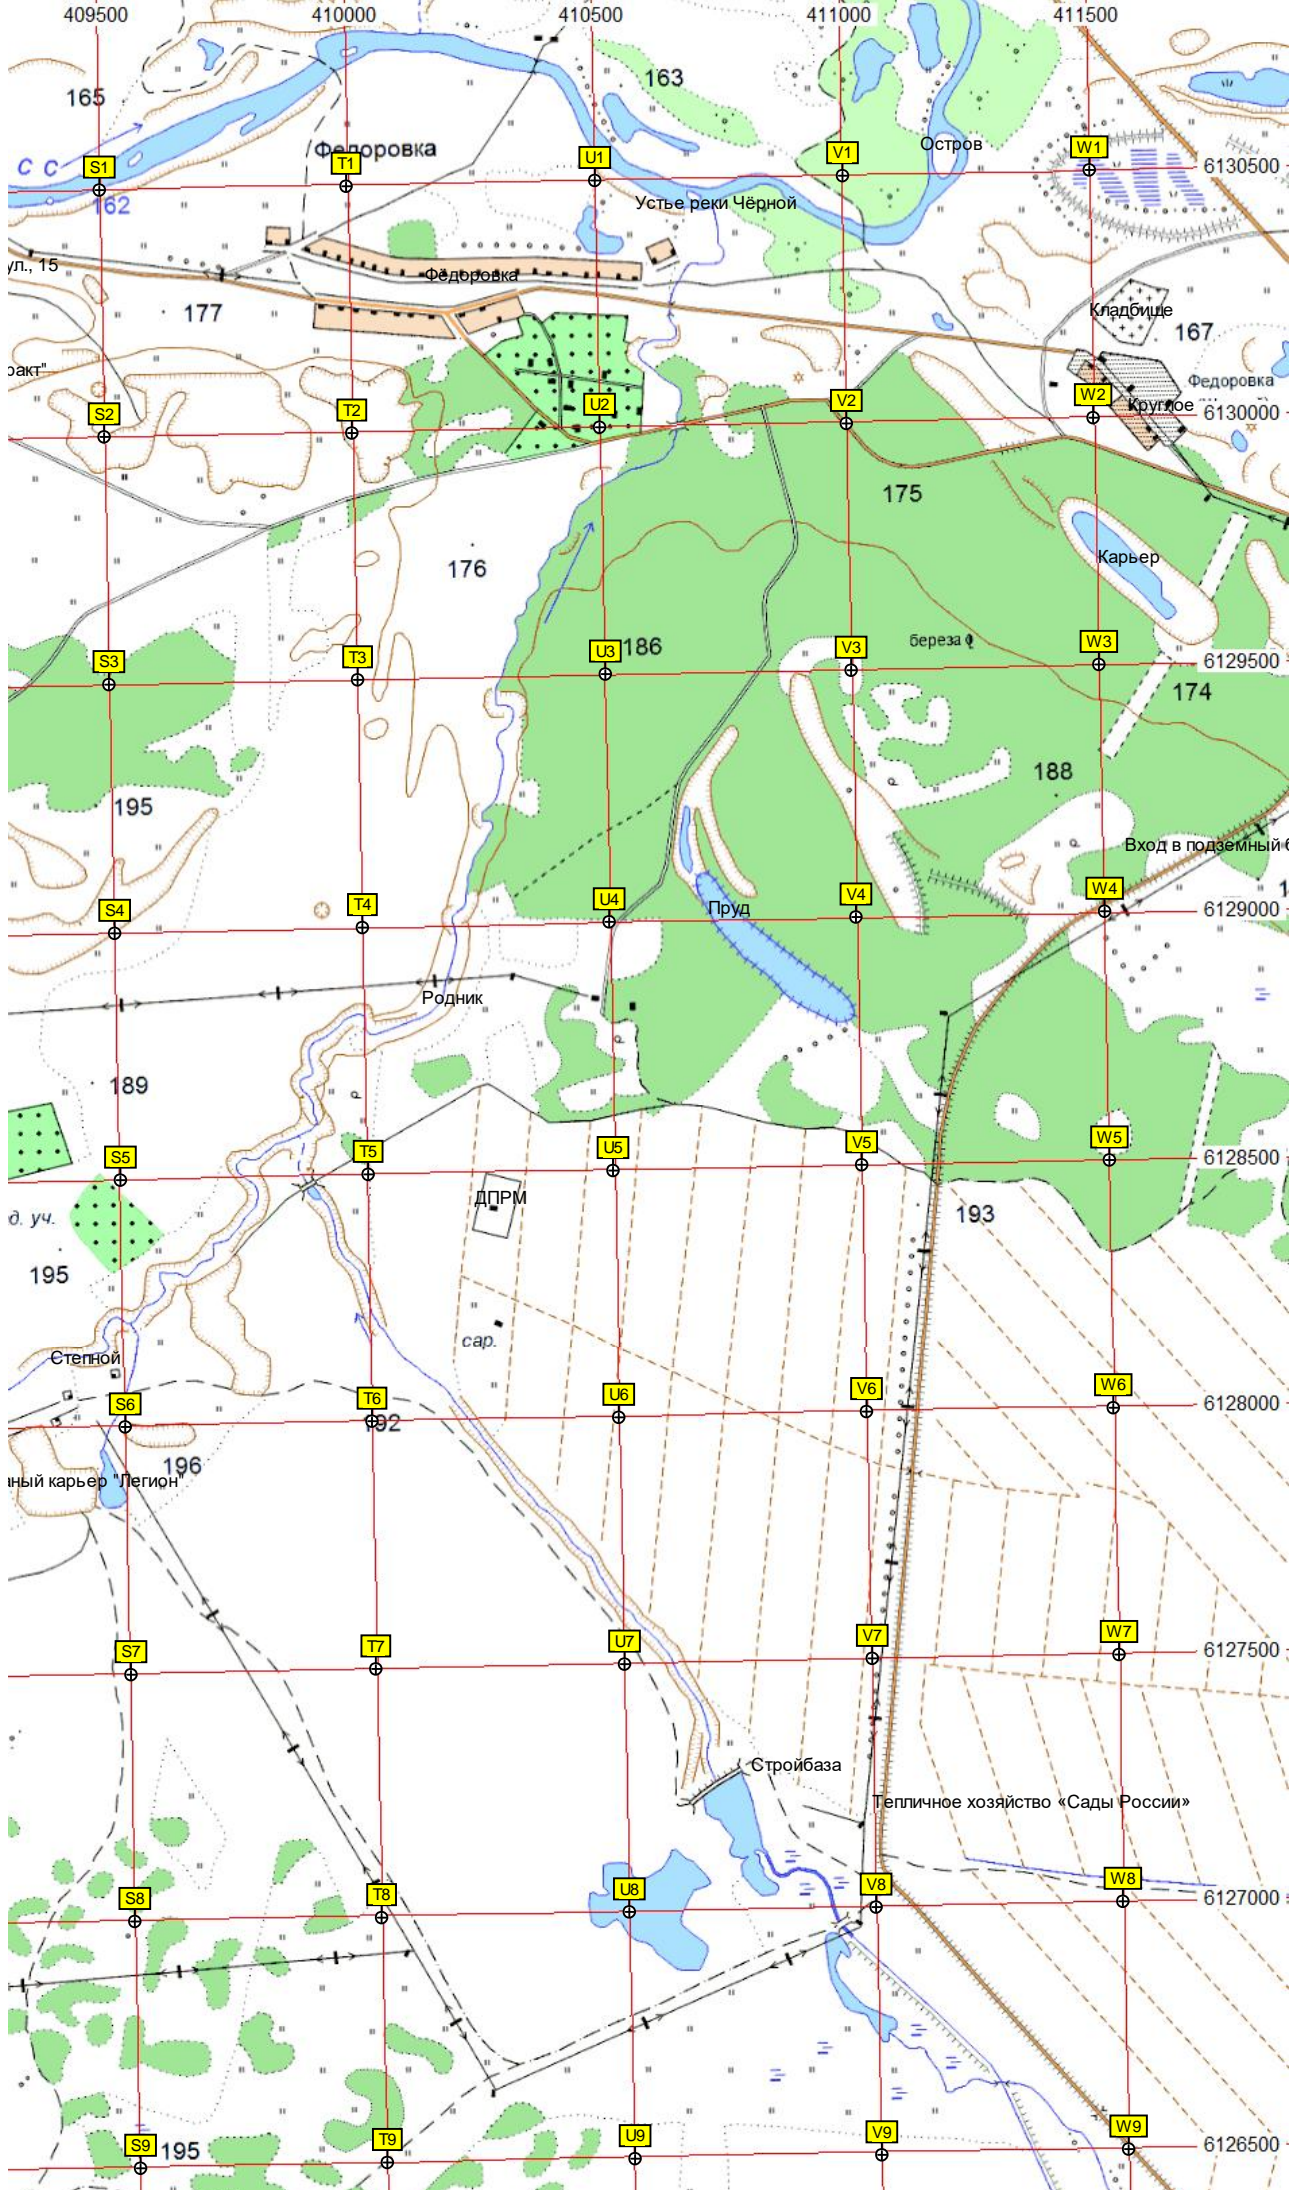 409500 410000 410500 411000 411500
163
165
Федоровка
Остров
С С
S1 T1 U1 V1 W1 6130500
162
Устье реки Чёрной
ул., 15
Фёдоровка
177
Кладбище
167
ракт"
Федоровка
S2 T2 U2 V2 W2 6130000
Круглое
175
Карьер
176
береза
S3 T3 U3 186 V3 W3 6129500
174
188
195
Вход в подземный
S4 T4 U4 V4 W4 6129000
Пруд
Родник
189
S5 T5 U5 V5 W5 6128500
ДПРМ
д. уч.
193
195
сар.
Степной
S6 T6 U6 V6 W6 6128000
192
196
ный карьер "Легион"
S7 T7 U7 V7 W7 6127500
Стройбаза
Тепличное хозяйство «Сады России»
S8 T8 U8 V8 W8 6127000
S9 195 T9 U9 V9 W9 6126500